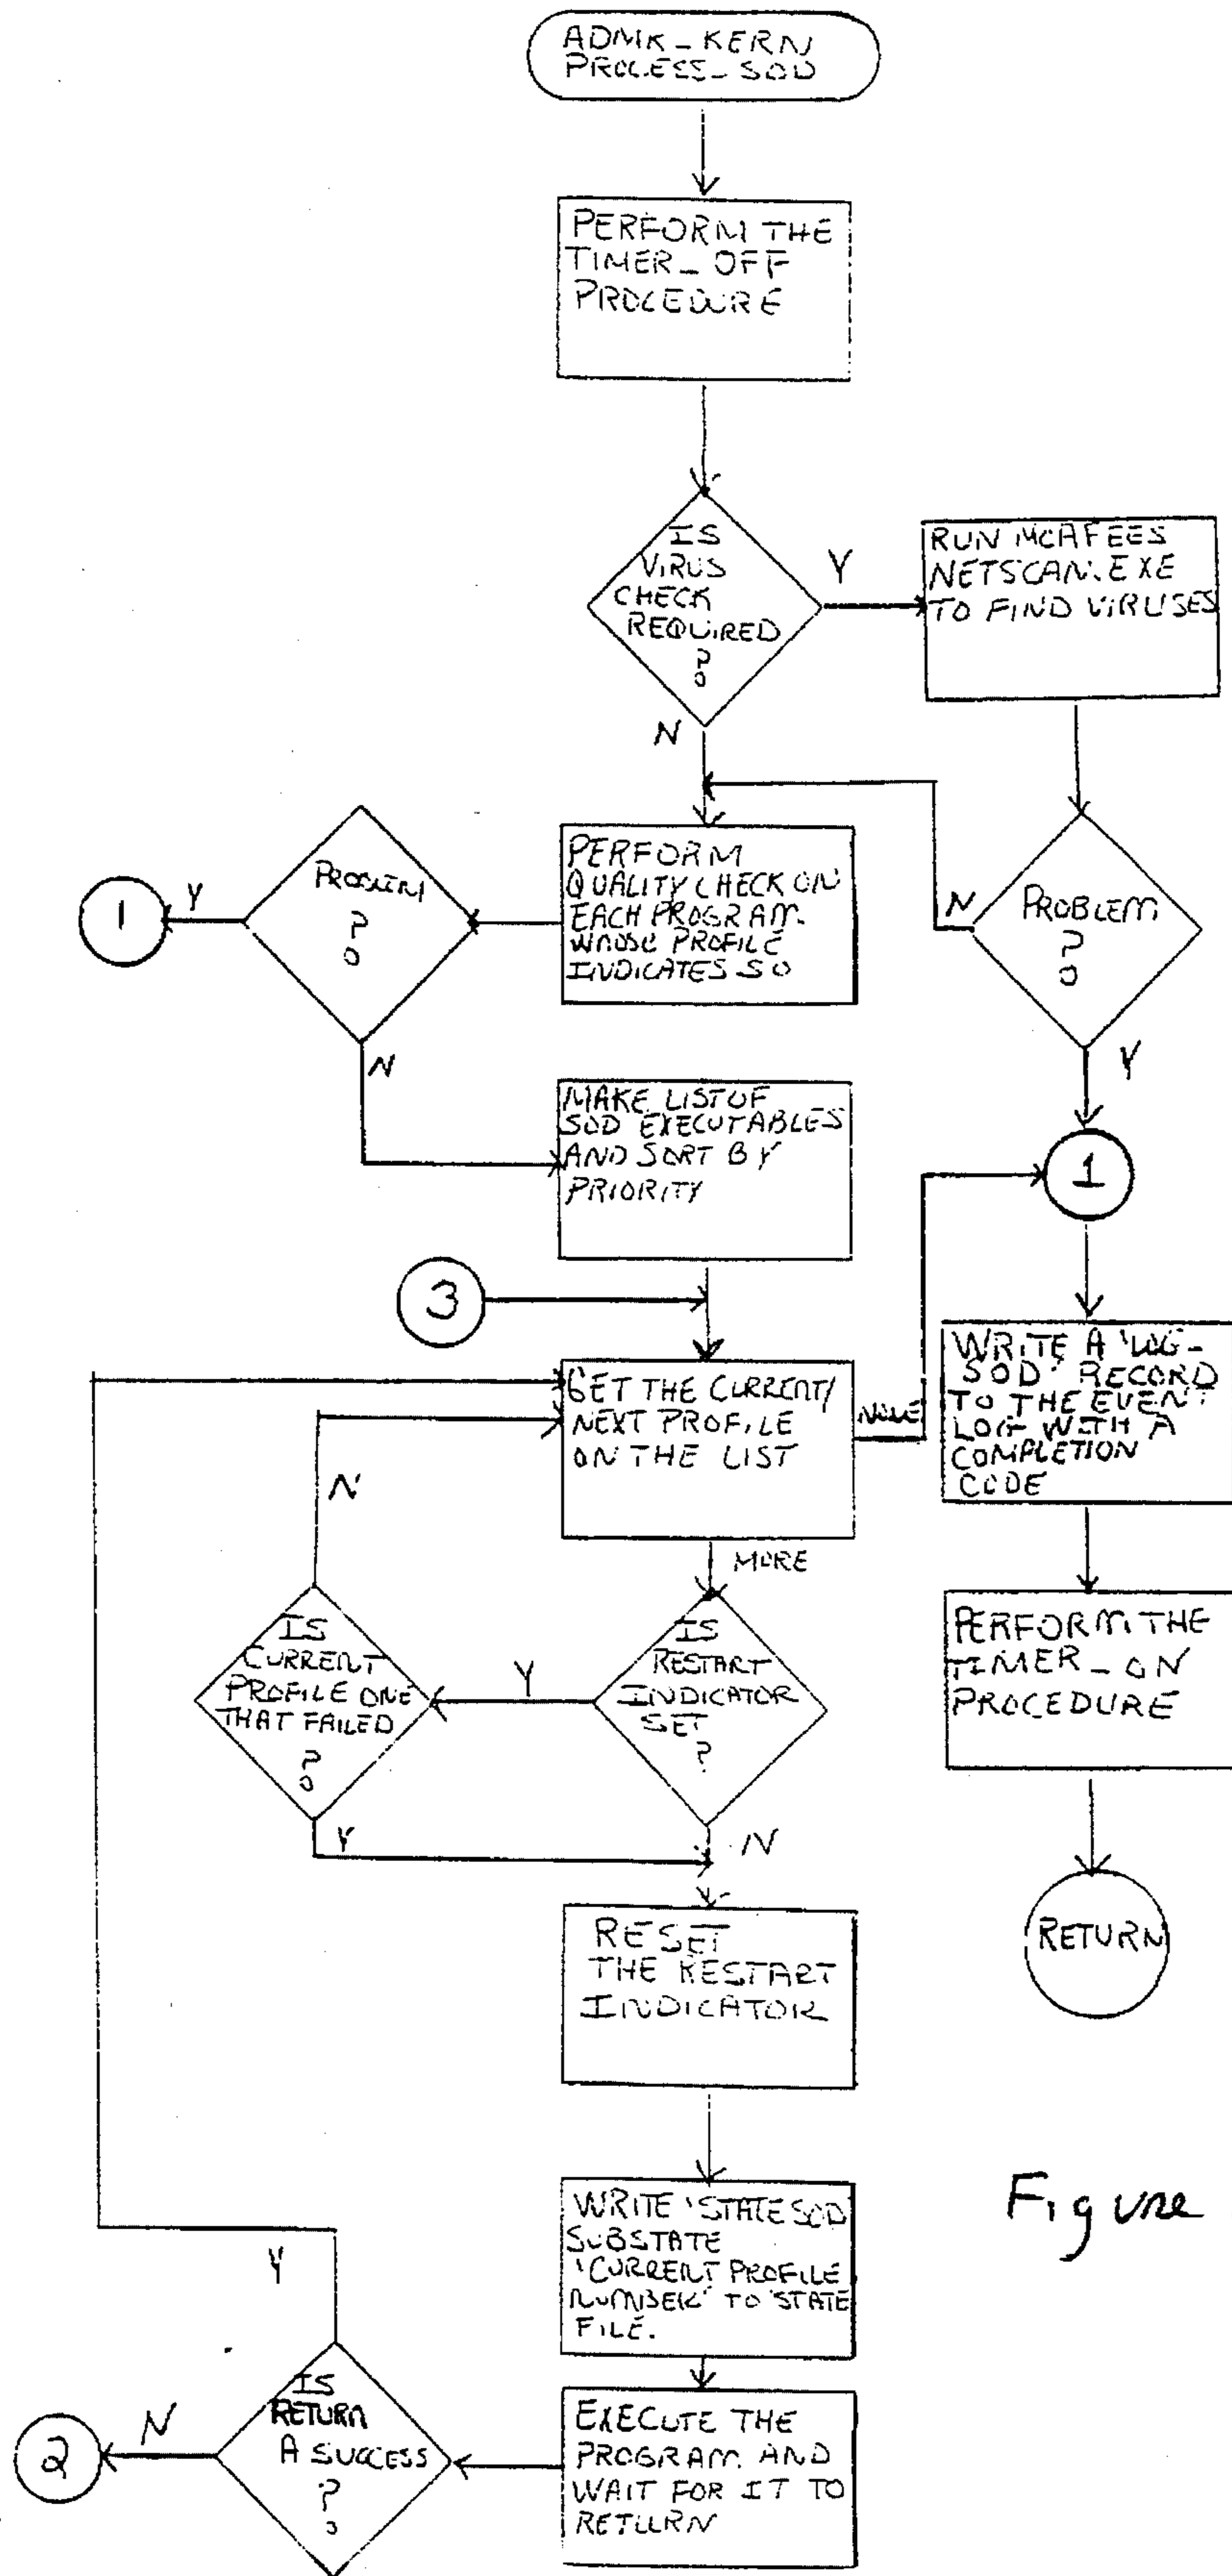 ADMK_KERN
PROCESS_SOD
PERFORM THE
TIMER_OFF
PROCEDURE
IS
VIRUS
CHECK
REQUIRED
?
Y
RUN MCAFEES
NETSCAN.EXE
TO FIND VIRUSES
N
PROBLEM
?
N
Y
PERFORM
QUALITY CHECK ON
EACH PROGRAM
WHOSE PROFILE
INDICATES SO
PROBLEM
?
Y
1
N
MAKE LIST OF
SOD EXECUTABLES
AND SORT BY
PRIORITY
1
3
GET THE CURRENT/
NEXT PROFILE
ON THE LIST
NONE
WRITE A 'LOG-
SOD' RECORD
TO THE EVENT
LOG WITH A
COMPLETION
CODE
N
MORE
IS
CURRENT
PROFILE ONE
THAT FAILED
?
Y
IS
RESTART
INDICATOR
SET
?
PERFORM THE
TIMER_ON
PROCEDURE
Y
N
RESET
THE RESTART
INDICATOR
RETURN
WRITE 'STATE SOD
SUBSTATE
'CURRENT PROFILE
NUMBER' TO STATE
FILE.
Figure
Y
EXECUTE THE
PROGRAM AND
WAIT FOR IT TO
RETURN
IS
RETURN
A SUCCESS
?
N
2